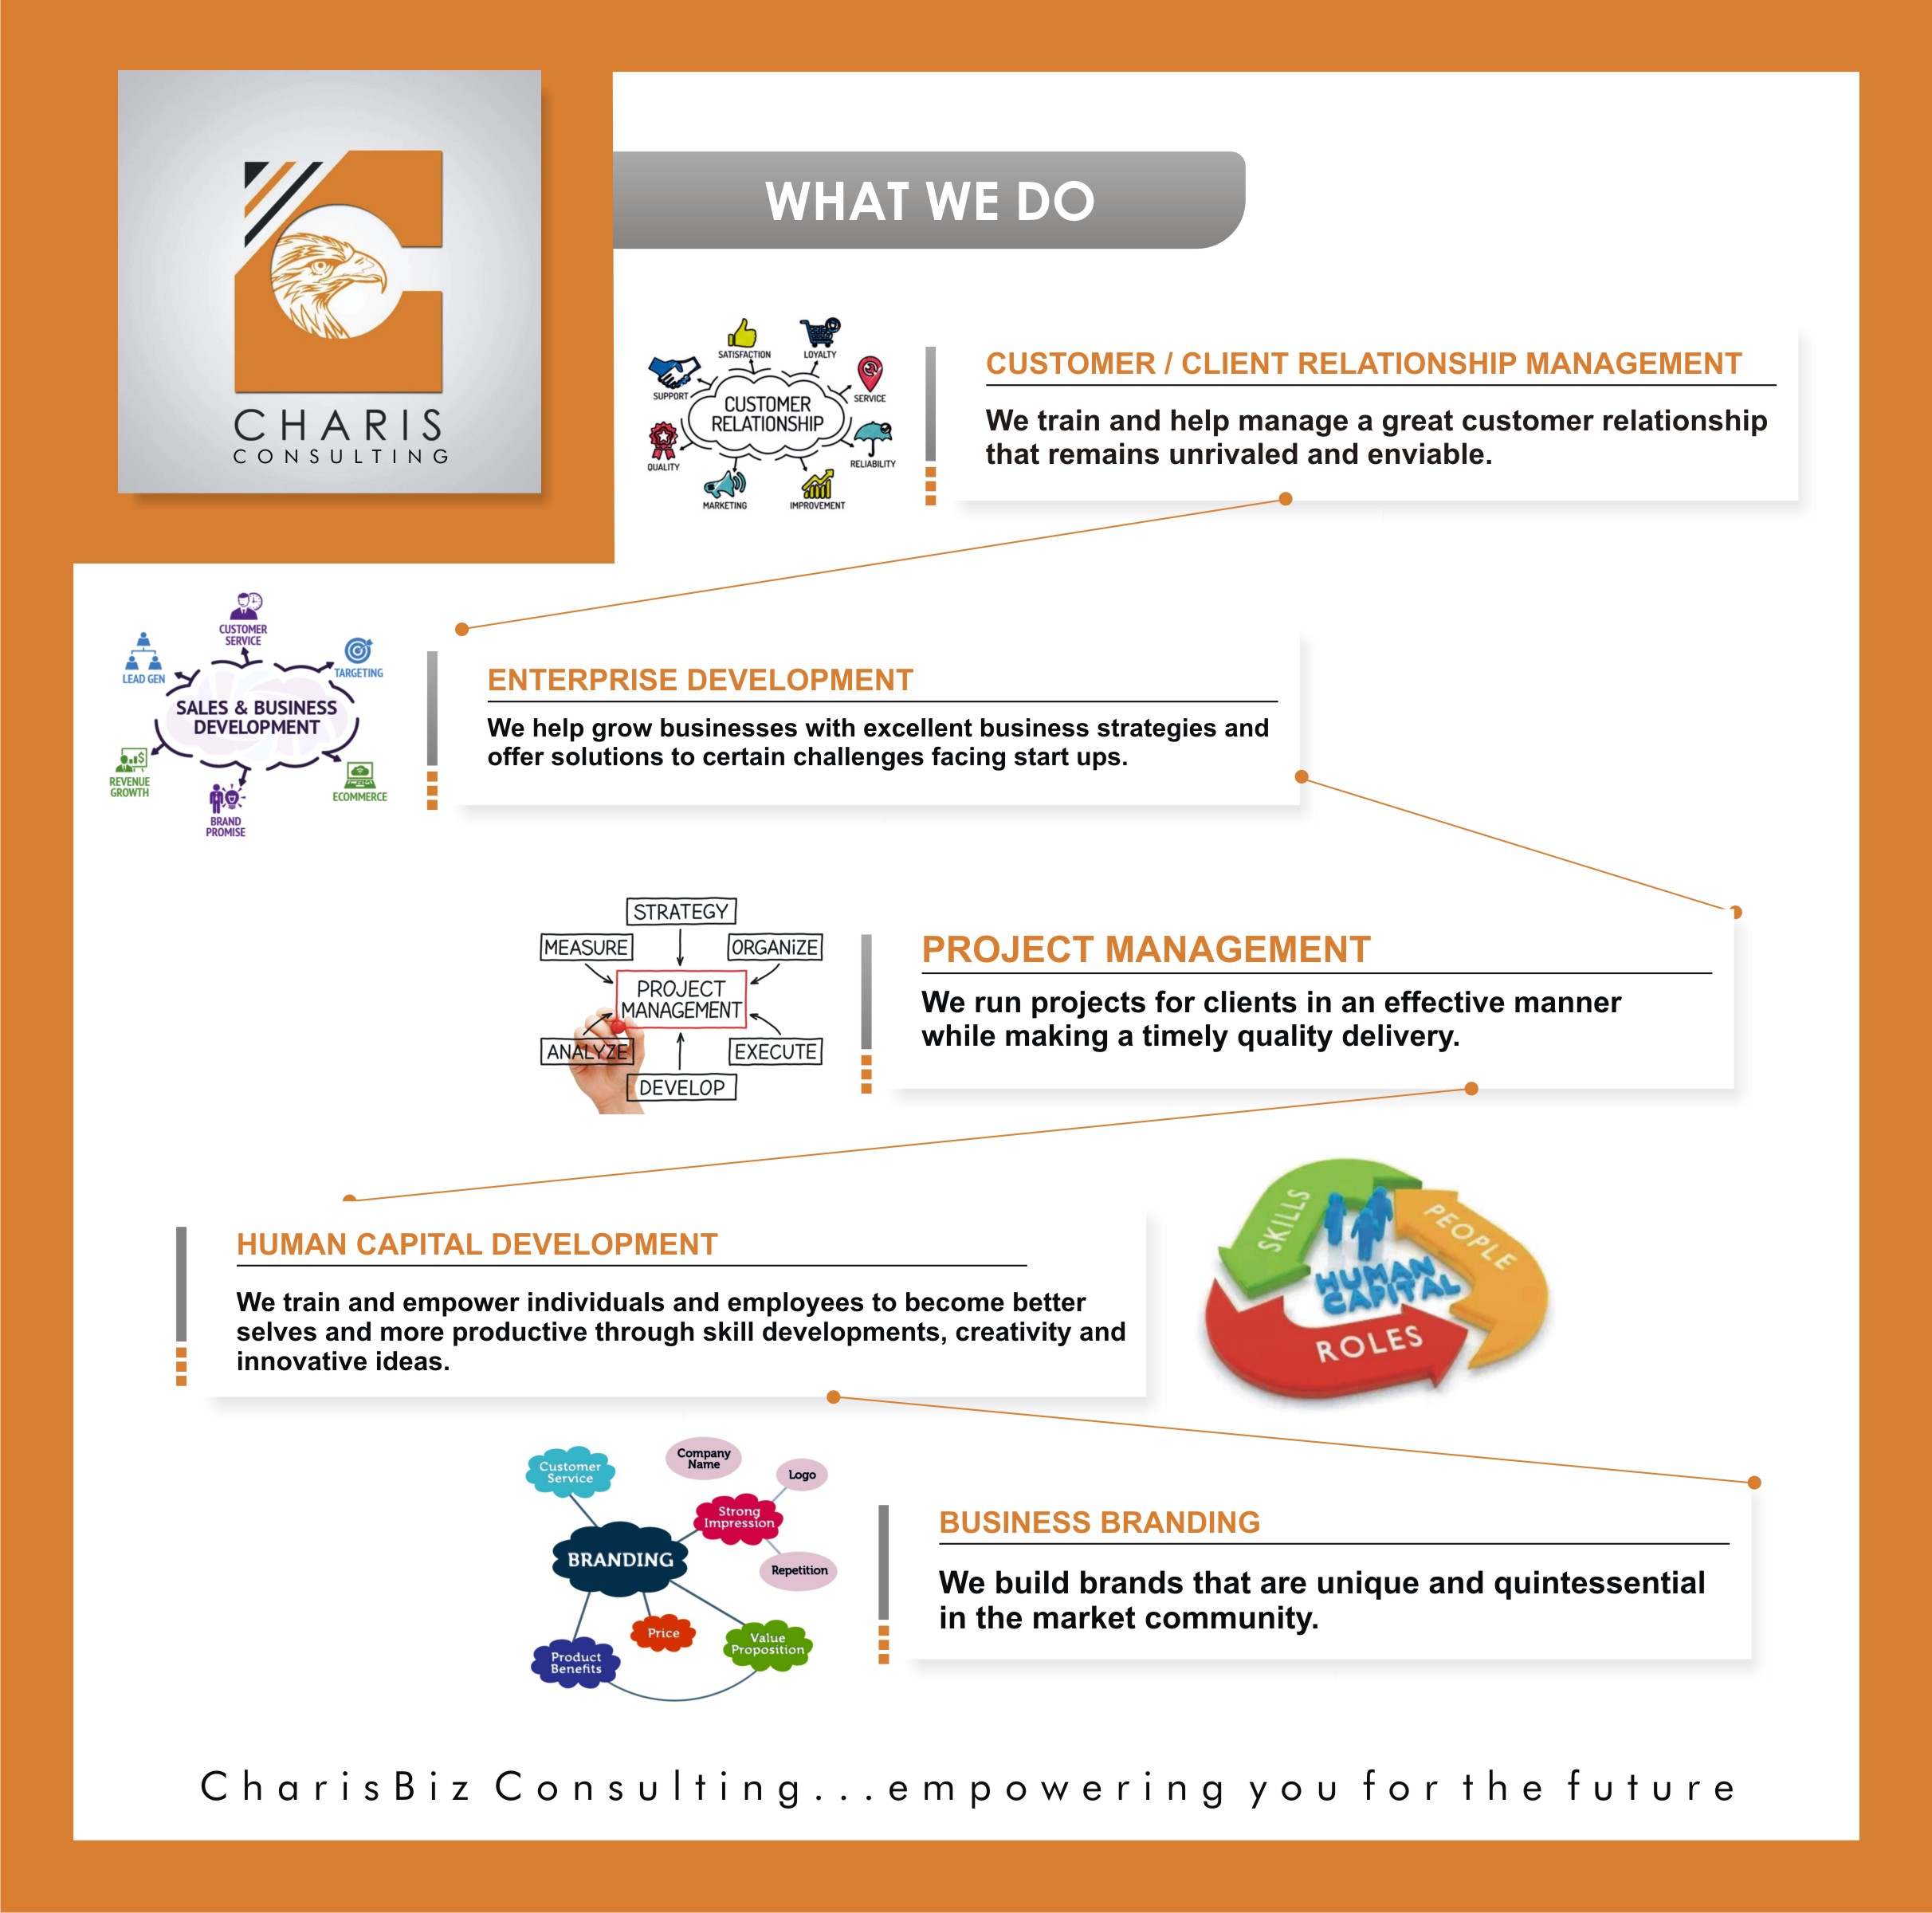 CHARIS
CONSULTING
WHAT WE DO
SATISFACTION
LOYALTY
SUPPORT
SERVICE
CUSTOMER
RELATIONSHIP
QUALITY
RELIABILITY
MARKETING
IMPROVEMENT
CUSTOMER / CLIENT RELATIONSHIP MANAGEMENT
We train and help manage a great customer relationship
that remains unrivaled and enviable.
CUSTOMER
SERVICE
LEAD GEN
TARGETING
SALES & BUSINESS
DEVELOPMENT
REVENUE
GROWTH
ECOMMERCE
BRAND
PROMISE
ENTERPRISE DEVELOPMENT
We help grow businesses with excellent business strategies and
offer solutions to certain challenges facing start ups.
STRATEGY
MEASURE
ORGANIZE
PROJECT
MANAGEMENT
ANALYZE
EXECUTE
DEVELOP
PROJECT MANAGEMENT
We run projects for clients in an effective manner
while making a timely quality delivery.
HUMAN CAPITAL DEVELOPMENT
We train and empower individuals and employees to become better
selves and more productive through skill developments, creativity and
innovative ideas.
SKILLS
PEOPLE
HUMAN
CAPITAL
ROLES
Customer
Service
Company
Name
Logo
Strong
Impression
BRANDING
Repetition
Price
Value
Proposition
Product
Benefits
BUSINESS BRANDING
We build brands that are unique and quintessential
in the market community.
CharisBiz Consulting...empowering you for the future